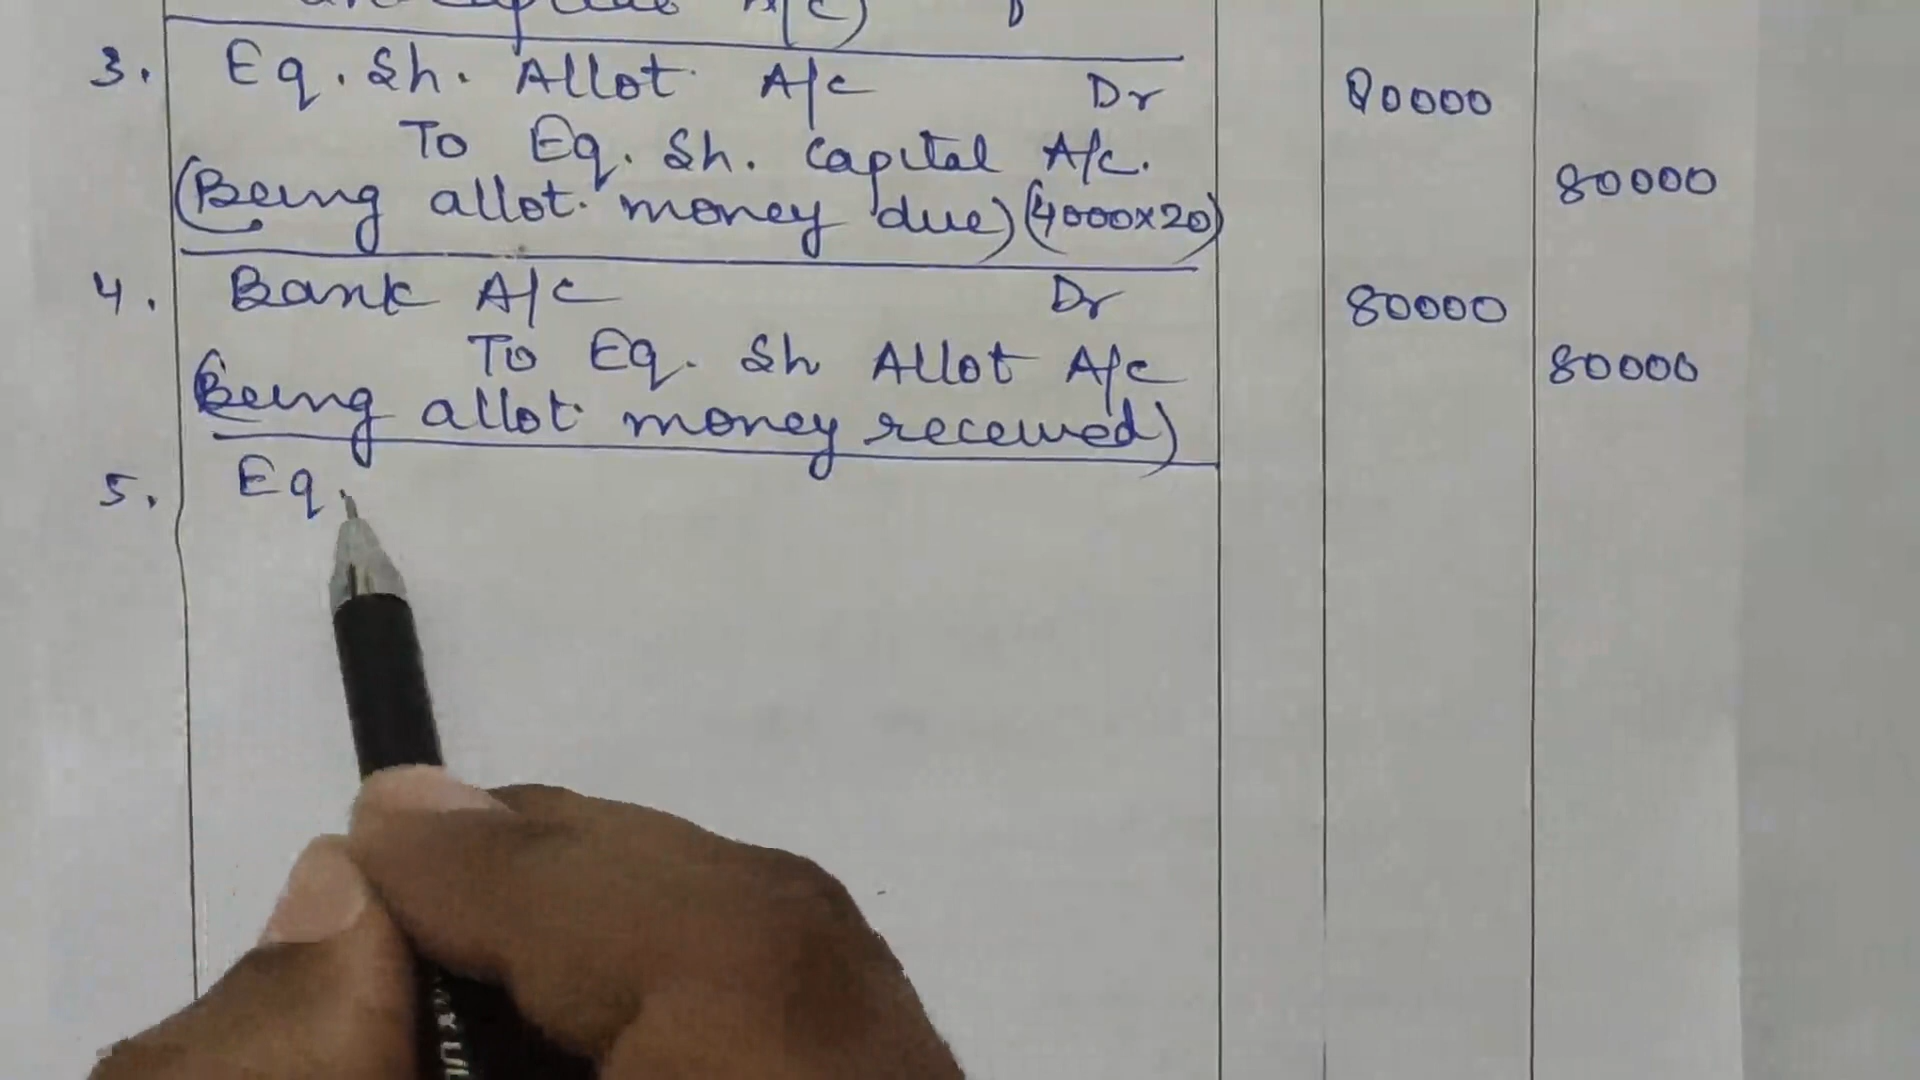 A/c)
3. Eq. Sh. Allot. A/c Dr 80000
To Eq. Sh. Capital A/c. 80000
(Being allot. money due) (4000x20)
4. Bank A/c Dr 80000
To Eq. Sh Allot A/c 80000
(Being allot. money received)
5. Eq.